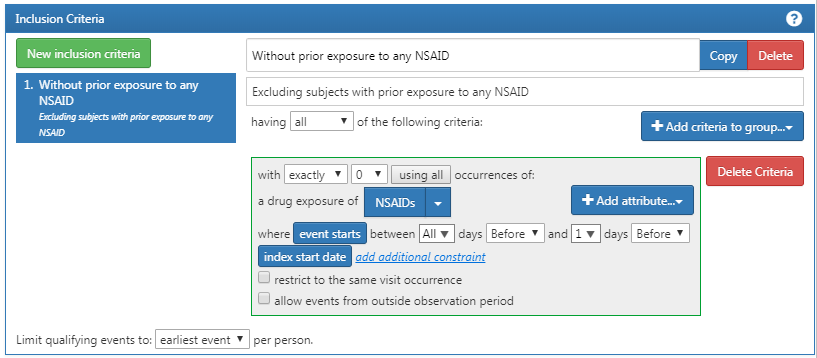 Inclusion Criteria
?
New inclusion criteria
Without prior exposure to any NSAID
Copy
Delete
1. Without prior exposure to any
NSAID
Excluding subjects with prior exposure to any
NSAID
Excluding subjects with prior exposure to any NSAID
having all of the following criteria:
+ Add criteria to group...
with exactly 0 using all occurrences of:
Delete Criteria
a drug exposure of NSAIDs
+ Add attribute...
where event starts between All days Before and 1 days Before
index start date add additional constraint
restrict to the same visit occurrence
allow events from outside observation period
Limit qualifying events to: earliest event per person.